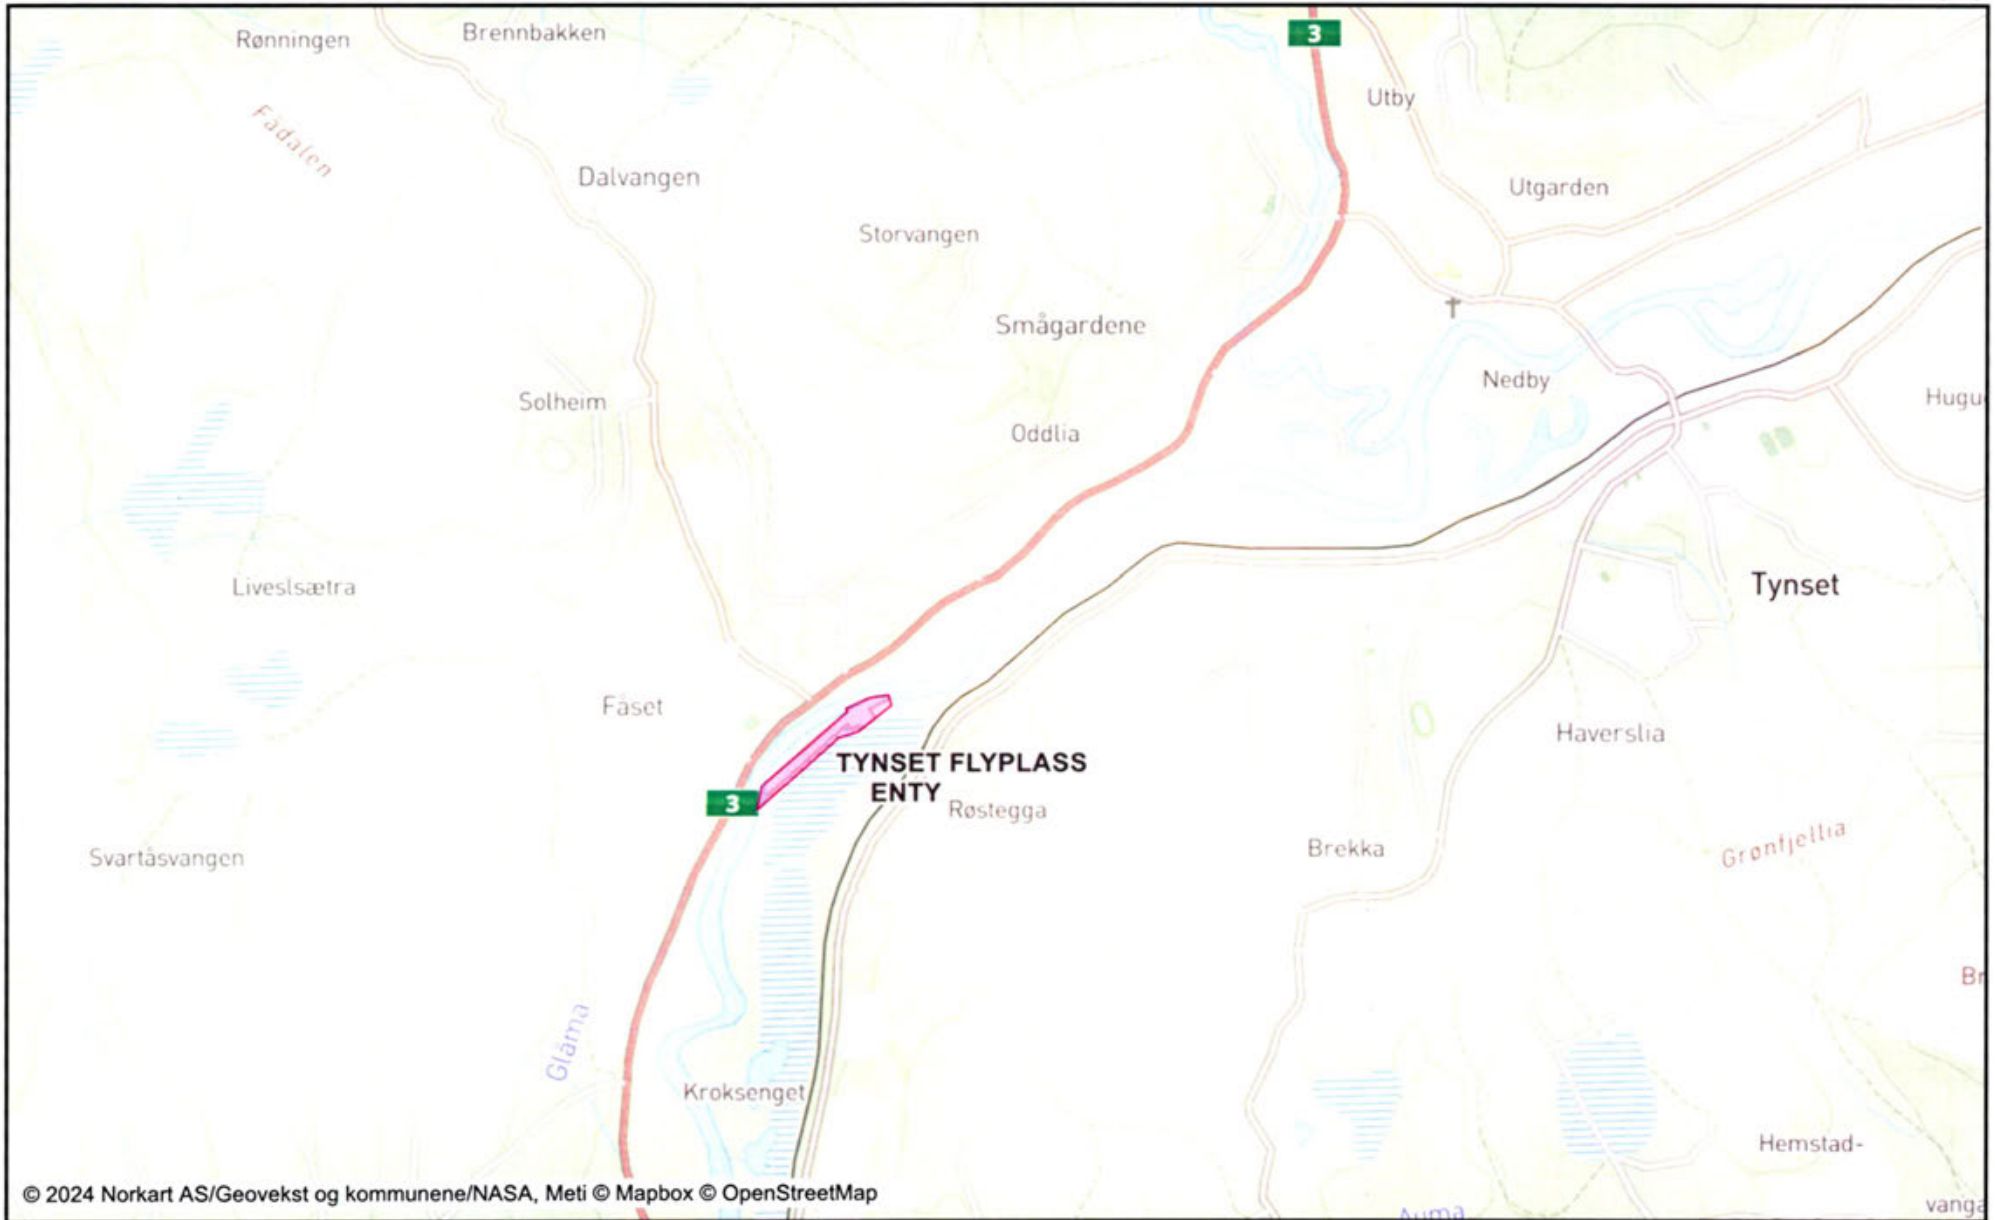 Rønningen
Brennbakken
3
Utby
Fådalen
Dalvangen
Utgarden
Storvangen
Smågardene
Nedby
Hugu
Solheim
Oddlia
Liveslsætra
Tynset
Fåset
Haverslia
TYNSET FLYPLASS
ENTY
3
Røstegga
Brekka
Grønfjellia
Svartåsvangen
Br
Glåma
Kroksenget
Hemstad-
vanga
© 2024 Norkart AS/Geovekst og kommunene/NASA, Meti © Mapbox © OpenStreetMap
Auma